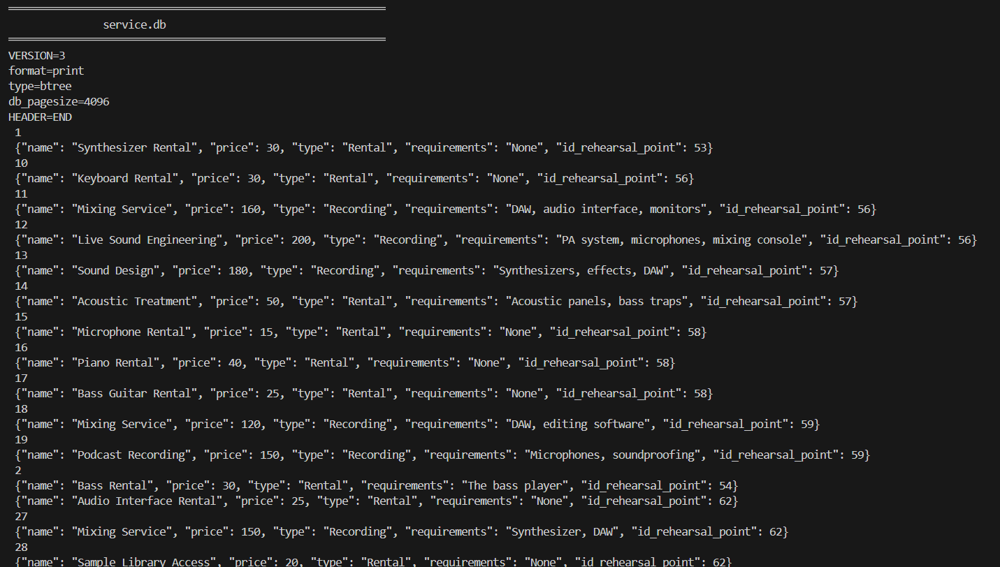 service.db
VERSION=3
format=print
type=btree
db_pagesize=4096
HEADER=END
1
{"name": "Synthesizer Rental", "price": 30, "type": "Rental", "requirements": "None", "id_rehearsal_point": 53}
10
{"name": "Keyboard Rental", "price": 30, "type": "Rental", "requirements": "None", "id_rehearsal_point": 56}
11
{"name": "Mixing Service", "price": 160, "type": "Recording", "requirements": "DAW, audio interface, monitors", "id_rehearsal_point": 56}
12
{"name": "Live Sound Engineering", "price": 200, "type": "Recording", "requirements": "PA system, microphones, mixing console", "id_rehearsal_point": 56}
13
{"name": "Sound Design", "price": 180, "type": "Recording", "requirements": "Synthesizers, effects, DAW", "id_rehearsal_point": 57}
14
{"name": "Acoustic Treatment", "price": 50, "type": "Rental", "requirements": "Acoustic panels, bass traps", "id_rehearsal_point": 57}
15
{"name": "Microphone Rental", "price": 15, "type": "Rental", "requirements": "None", "id_rehearsal_point": 58}
16
{"name": "Piano Rental", "price": 40, "type": "Rental", "requirements": "None", "id_rehearsal_point": 58}
17
{"name": "Bass Guitar Rental", "price": 25, "type": "Rental", "requirements": "None", "id_rehearsal_point": 58}
18
{"name": "Mixing Service", "price": 120, "type": "Recording", "requirements": "DAW, editing software", "id_rehearsal_point": 59}
19
{"name": "Podcast Recording", "price": 150, "type": "Recording", "requirements": "Microphones, soundproofing", "id_rehearsal_point": 59}
2
{"name": "Bass Rental", "price": 30, "type": "Rental", "requirements": "The bass player", "id_rehearsal_point": 54}
{"name": "Audio Interface Rental", "price": 25, "type": "Rental", "requirements": "None", "id_rehearsal_point": 62}
27
{"name": "Mixing Service", "price": 150, "type": "Recording", "requirements": "Synthesizer, DAW", "id_rehearsal_point": 62}
28
{"name": "Sample Library Access", "price": 20, "type": "Rental", "requirements": "None", "id_rehearsal_point": 62}